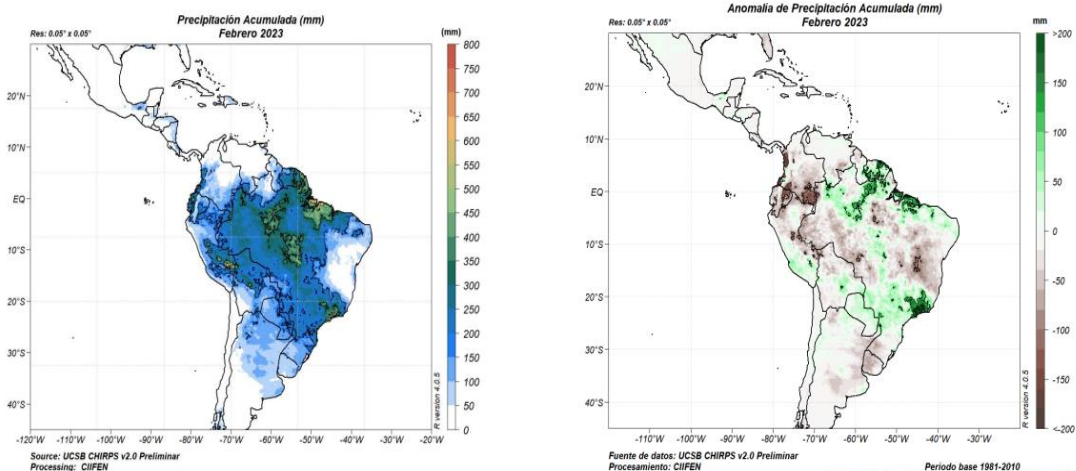 Precipitación Acumulada (mm)
Febrero 2023
Res: 0.05° x 0.05°
(mm)
800
750
700
650
600
550
500
450
400
350
300
250
200
150
100
50
0
20°N
10°N
EQ
10°S
20°S
30°S
40°S
120°W
110°W
100°W
90°W
80°W
70°W
60°W
50°W
40°W
30°W
20°W
R version 4.0.5
Source: UCSB CHIRPS v2.0 Preliminar
Processing: CIIFEN
Anomalía de Precipitación Acumulada (mm)
Febrero 2023
Res: 0.05° x 0.05°
mm
>200
150
100
50
0
-50
-100
-150
<-200
20°N
10°N
EQ
10°S
20°S
30°S
40°S
110°W
100°W
90°W
80°W
70°W
60°W
50°W
40°W
30°W
R version 4.0.5
Fuente de datos: UCSB CHIRPS v2.0 Preliminar
Procesamiento: CIIFEN
Periodo base 1981-2010